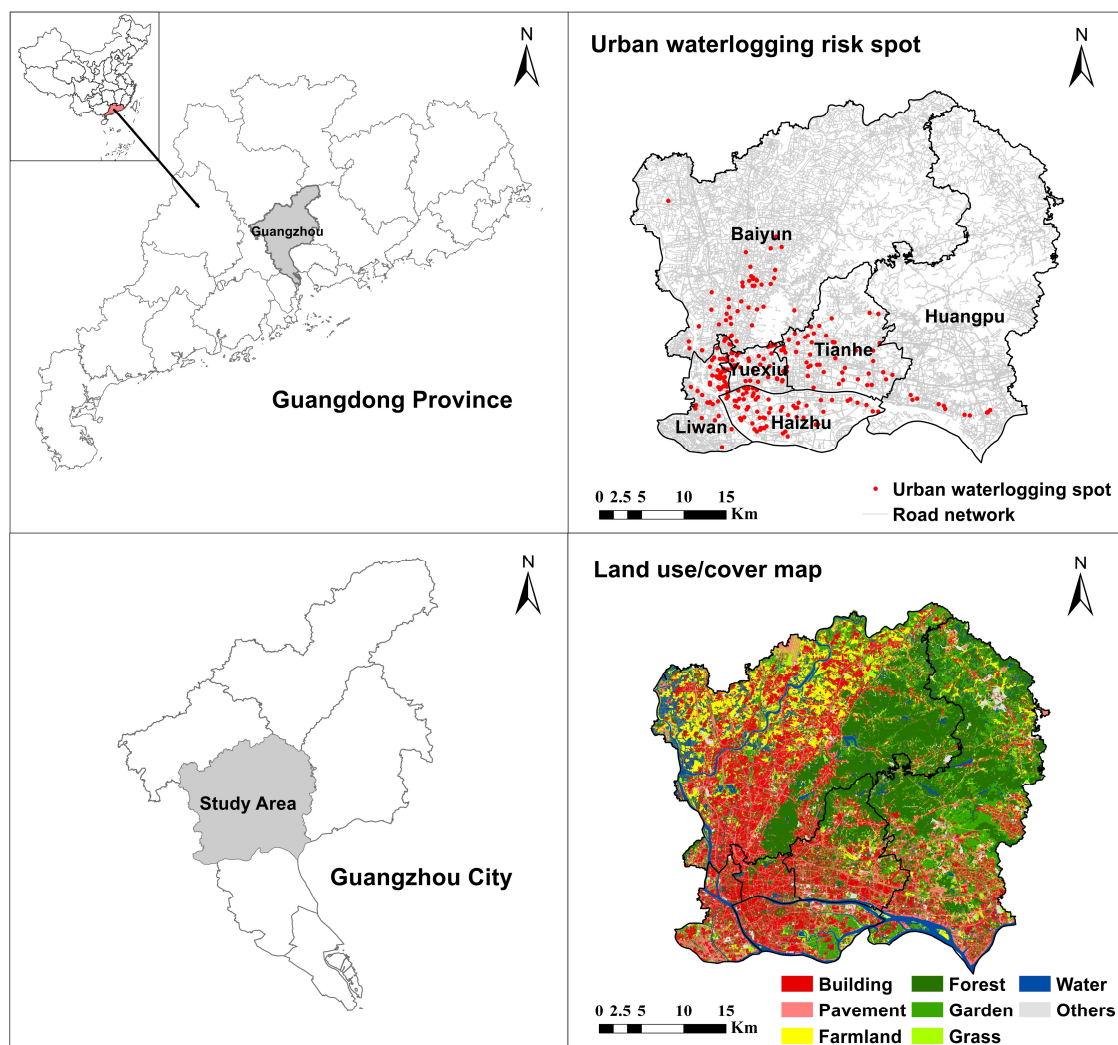 N
Guangzhou
Guangdong Province
Urban waterlogging risk spot
N
Baiyun
Huangpu
Tianhe
Yuexiu
Liwan
Haizhu
0 2.5 5 10 15
Km
Urban waterlogging spot
Road network
N
Study Area
Guangzhou City
Land use/cover map
N
0 2.5 5 10 15
Km
Building
Forest
Water
Pavement
Garden
Others
Farmland
Grass